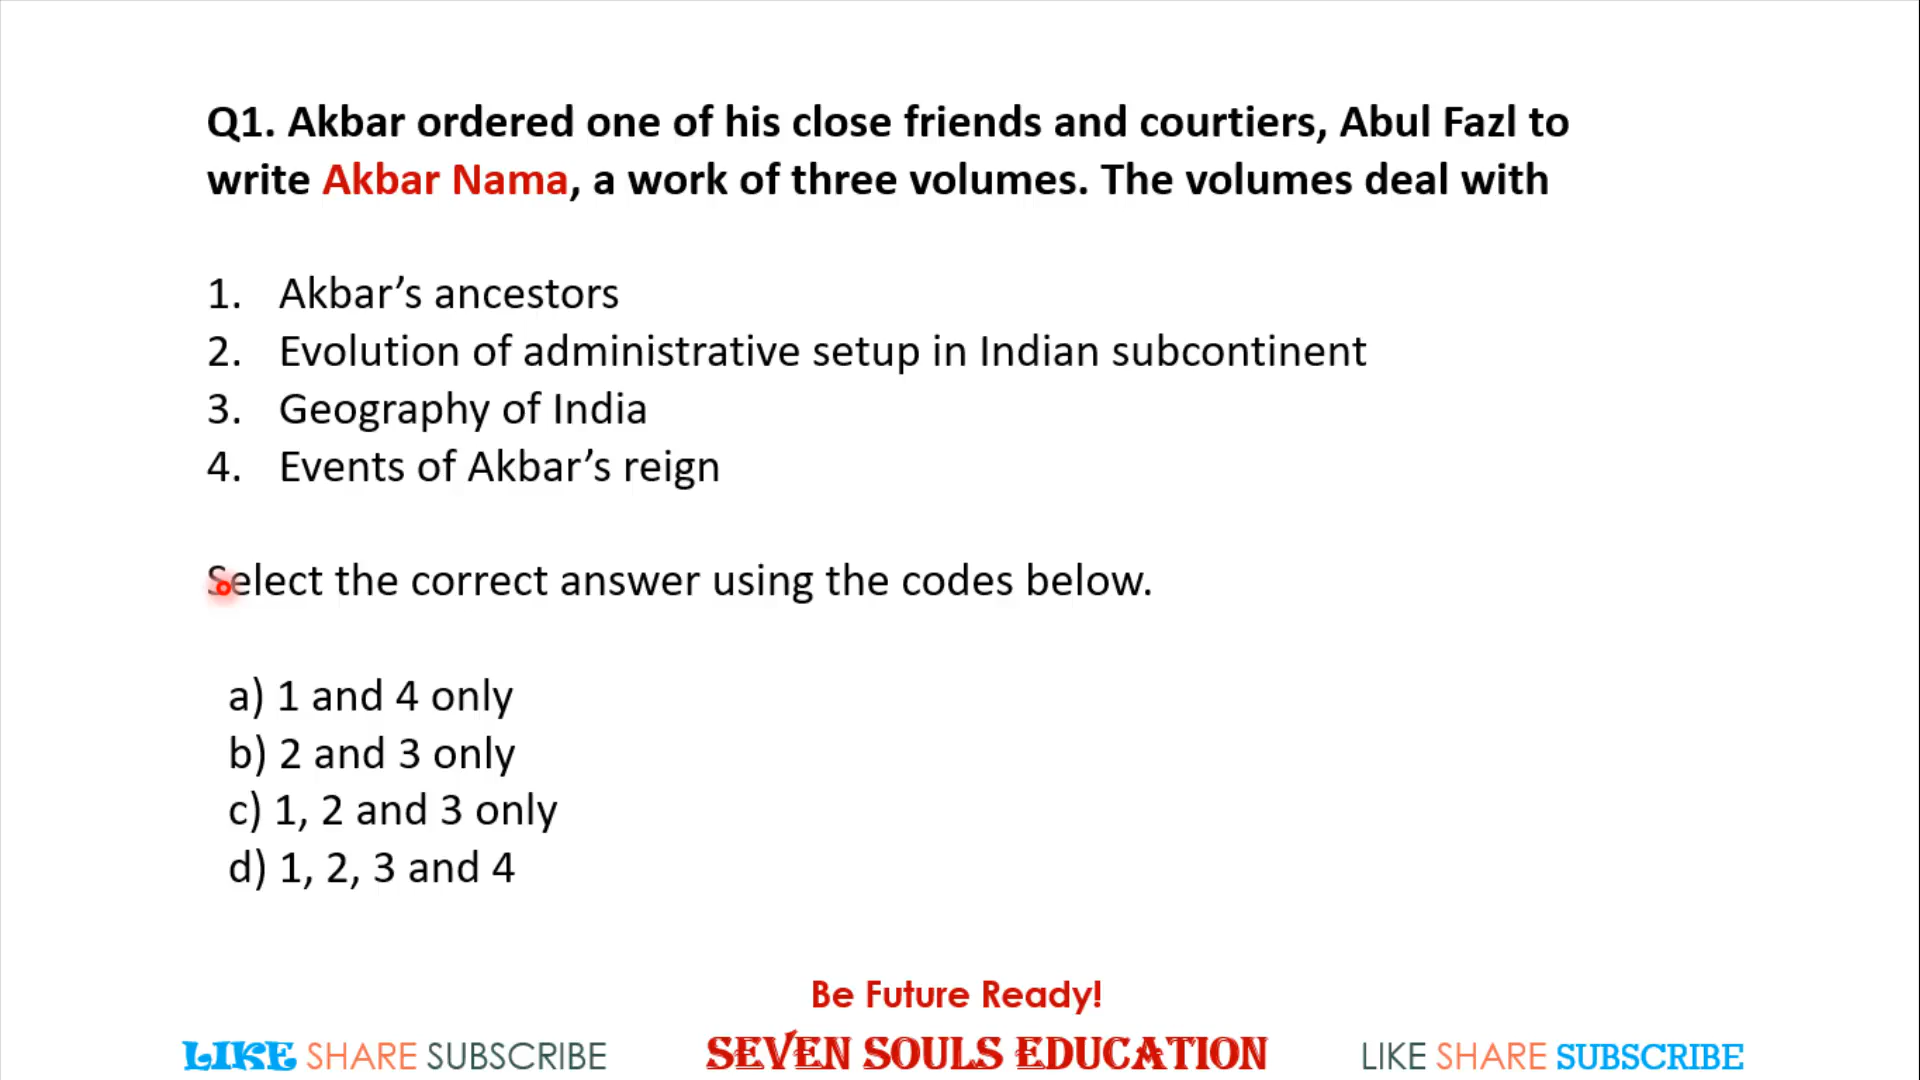 Q1. Akbar ordered one of his close friends and courtiers, Abul Fazl to
write Akbar Nama, a work of three volumes. The volumes deal with
1. Akbar’s ancestors
2. Evolution of administrative setup in Indian subcontinent
3. Geography of India
4. Events of Akbar’s reign
Select the correct answer using the codes below.
a) 1 and 4 only
b) 2 and 3 only
c) 1, 2 and 3 only
d) 1, 2, 3 and 4
Be Future Ready!
LIKE SHARE SUBSCRIBE SEVEN SOULS EDUCATION LIKE SHARE SUBSCRIBE